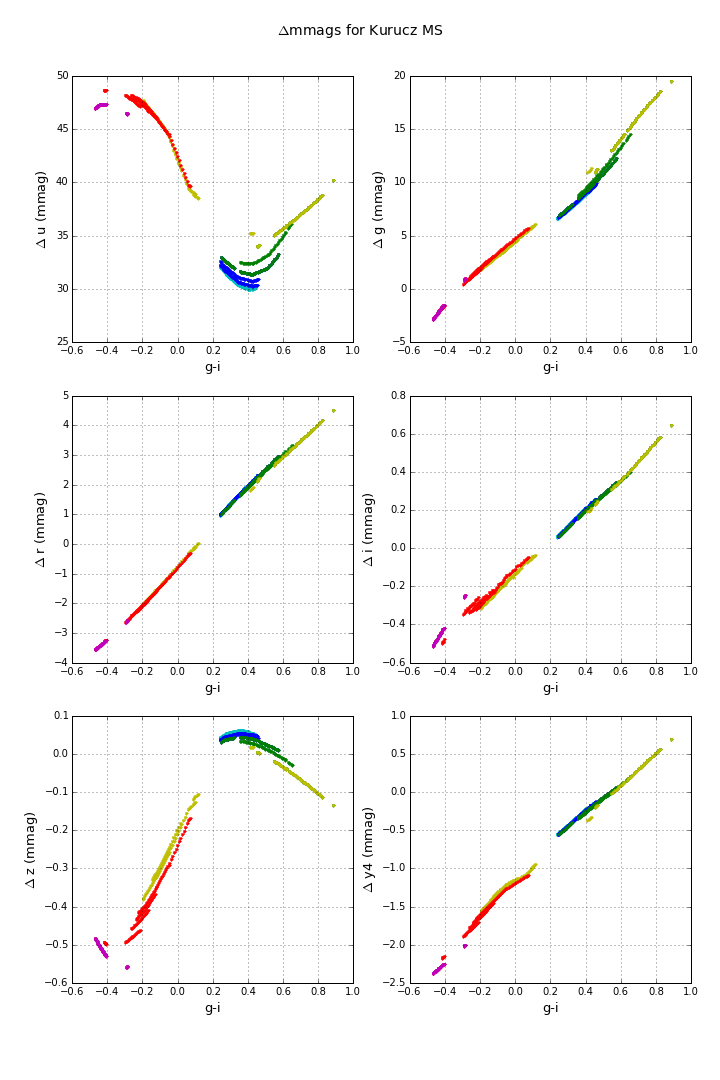 Δmmags for Kurucz MS
50
45
40
35
30
25
Δ u (mmag)
−0.6 −0.4 −0.2 0.0 0.2 0.4 0.6 0.8 1.0
g-i
20
15
10
5
0
−5
Δ g (mmag)
−0.6 −0.4 −0.2 0.0 0.2 0.4 0.6 0.8 1.0
g-i
5
4
3
2
1
0
−1
−2
−3
−4
Δ r (mmag)
−0.6 −0.4 −0.2 0.0 0.2 0.4 0.6 0.8 1.0
g-i
0.8
0.6
0.4
0.2
0.0
−0.2
−0.4
−0.6
Δ i (mmag)
−0.6 −0.4 −0.2 0.0 0.2 0.4 0.6 0.8 1.0
g-i
0.1
0.0
−0.1
−0.2
−0.3
−0.4
−0.5
−0.6
Δ z (mmag)
−0.6 −0.4 −0.2 0.0 0.2 0.4 0.6 0.8 1.0
g-i
1.0
0.5
0.0
−0.5
−1.0
−1.5
−2.0
−2.5
Δ y4 (mmag)
−0.6 −0.4 −0.2 0.0 0.2 0.4 0.6 0.8 1.0
g-i